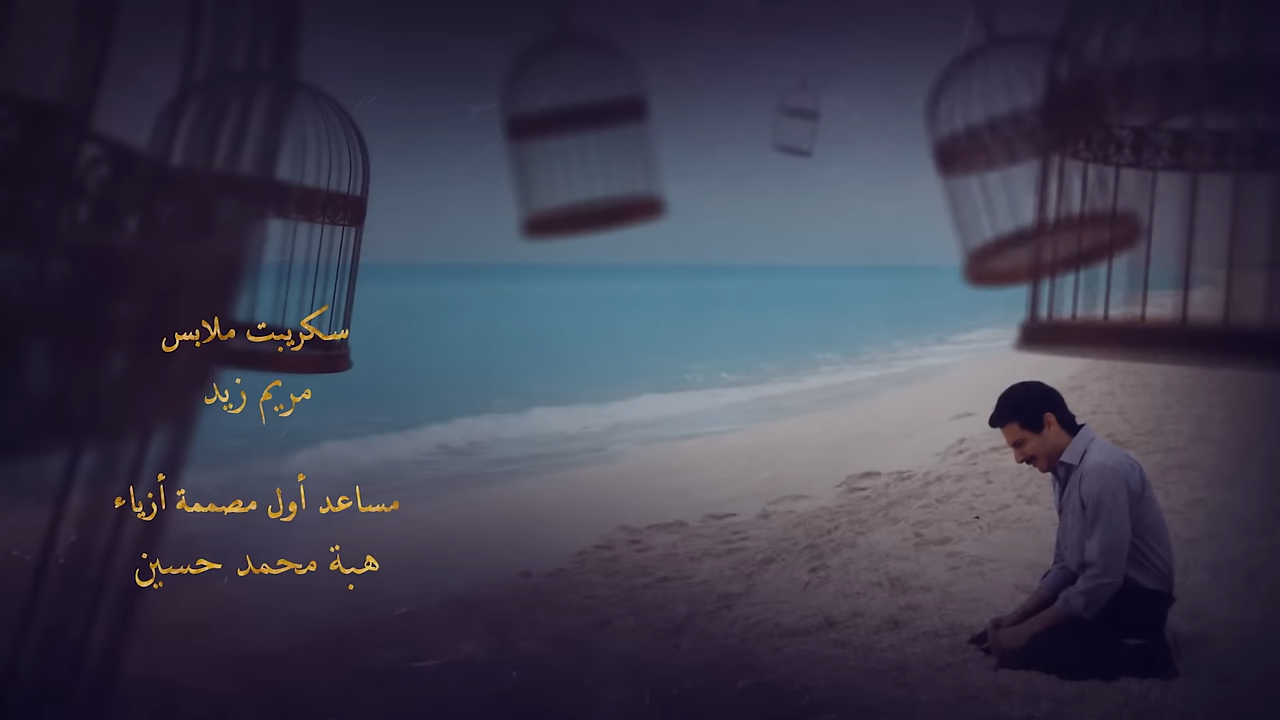 سكريبت ملابس
مريم زيد
مساعد أول مصممة أزياء
هبة محمد حسين